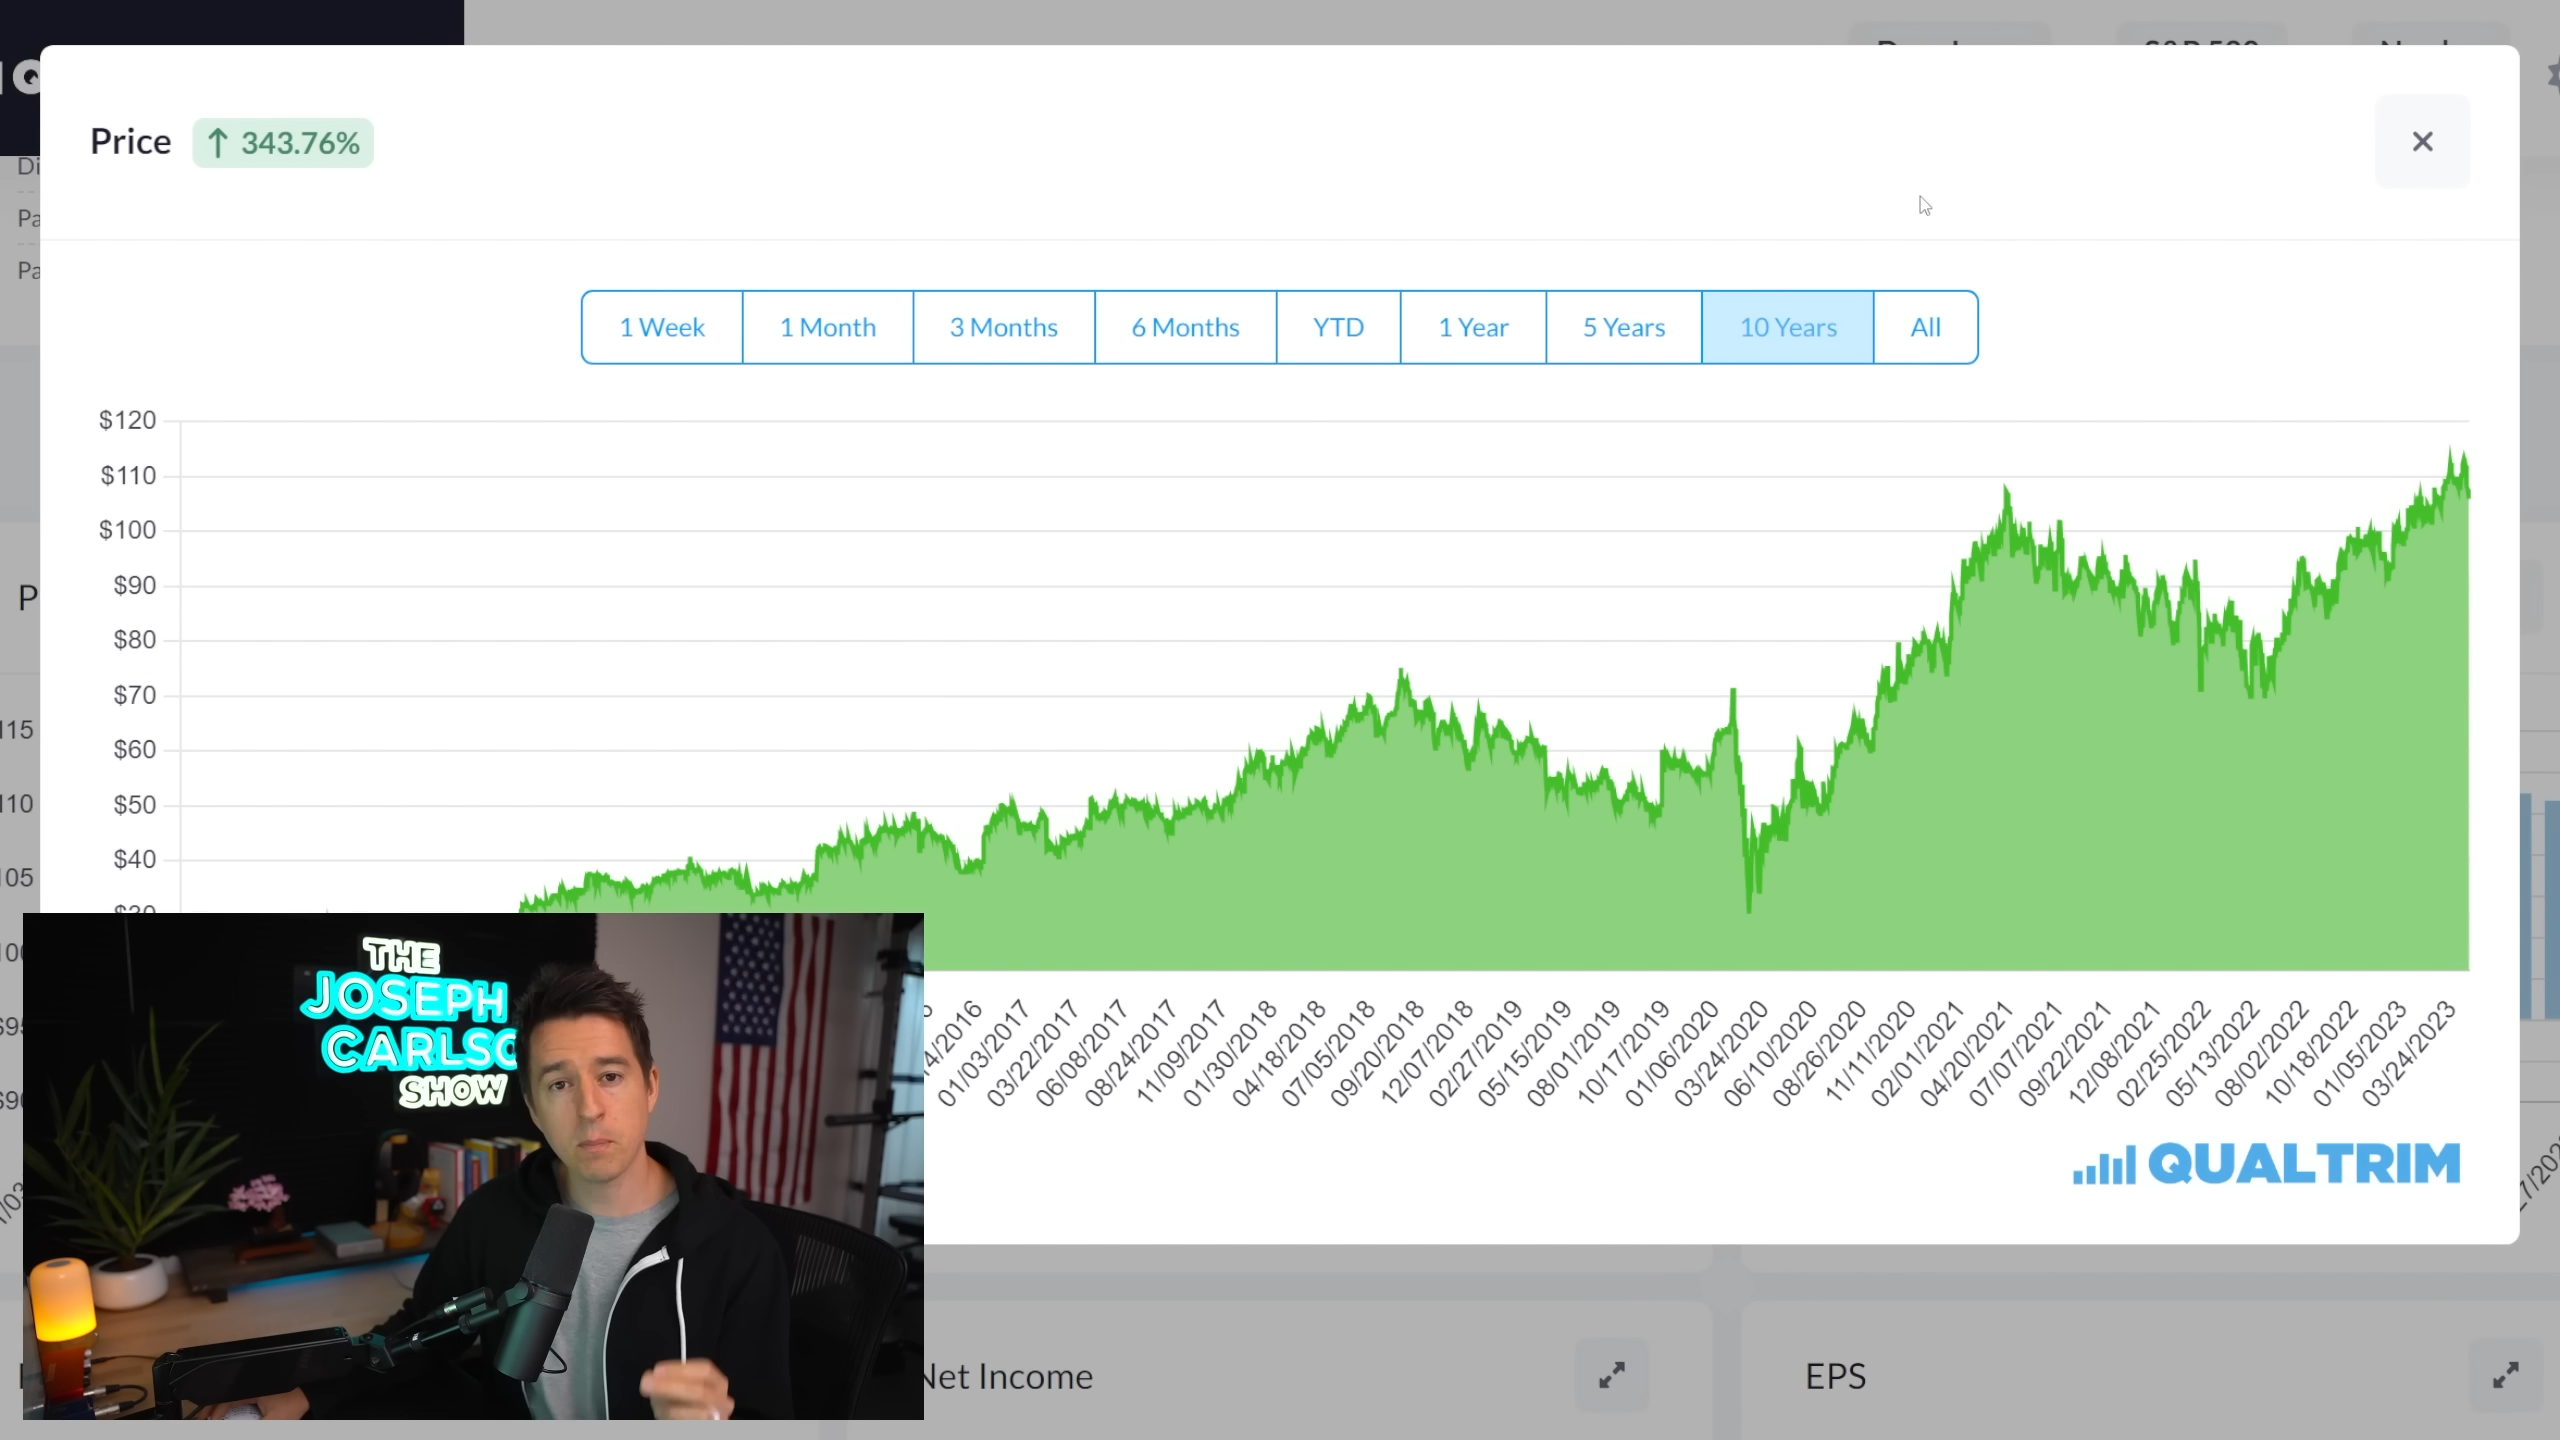 Price ↑ 343.76%
1 Week 1 Month 3 Months 6 Months YTD 1 Year 5 Years 10 Years All
$120
$110
$100
$90
$80
$70
$60
$50
$40
01/03/2017 03/22/2017 06/08/2017 08/24/2017 11/09/2017 01/30/2018 04/18/2018 07/05/2018 09/20/2018 12/07/2018 02/27/2019 05/15/2019 08/01/2019 10/17/2019 01/06/2020 03/24/2020 06/10/2020 08/26/2020 11/11/2020 02/01/2021 04/20/2021 07/07/2021 09/22/2021 12/08/2021 02/25/2022 05/13/2022 08/02/2022 10/18/2022 01/05/2023 03/24/2023
QUALTRIM
THE
JOSEPH
CARLSO
SHOW
Net Income
EPS